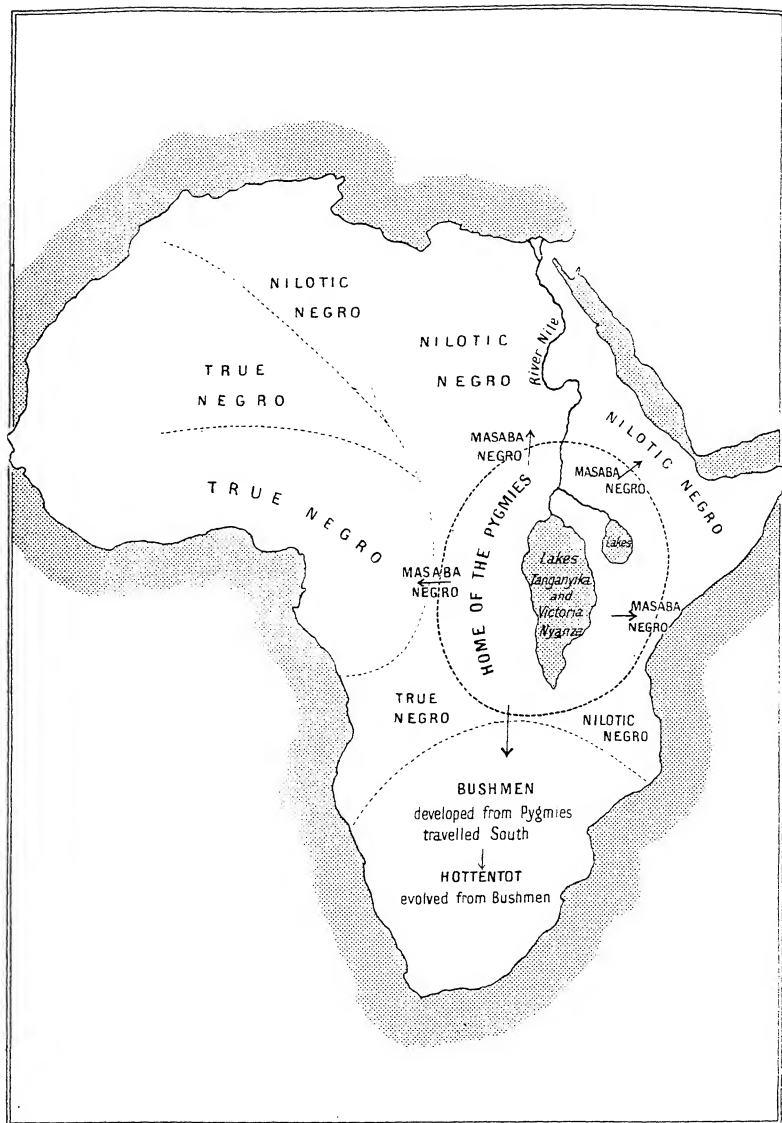 NILOTIC
NEGRO
NILOTIC
NEGRO
River Nile
TRUE
NEGRO
NILOTIC NEGRO
MASABA
NEGRO
MASABA
NEGRO
TRUE NEGRO
HOME OF THE PYGMIES
Lakes
Lakes
Tanganyika
and
Victoria
Nyanza
MASABA
NEGRO
MASABA
NEGRO
TRUE
NEGRO
NILOTIC
NEGRO
BUSHMEN
developed from Pygmies
travelled South
HOTTENTOT
evolved from Bushmen